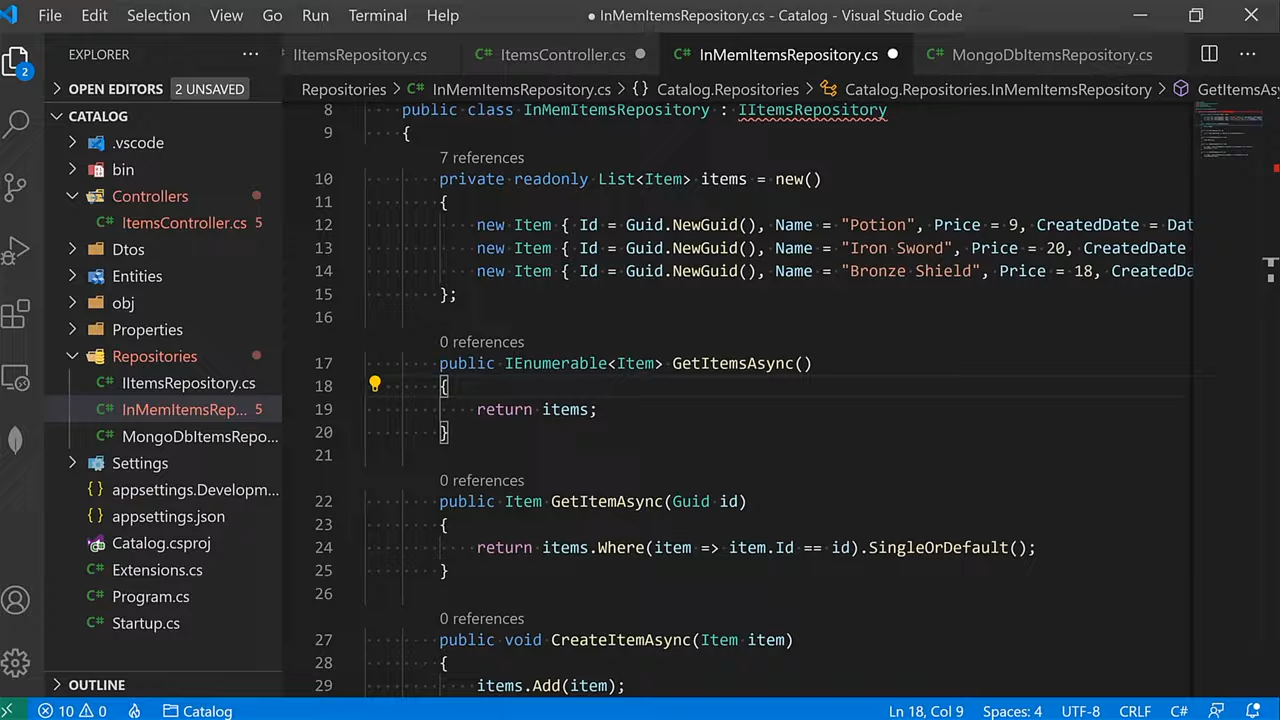 File Edit Selection View Go Run Terminal Help
● InMemItemsRepository.cs - Catalog - Visual Studio Code
EXPLORER
IItemsRepository.cs
C# ItemsController.cs
C# InMemItemsRepository.cs
C# MongoDbItemsRepository.cs
2
OPEN EDITORS 2 UNSAVED
CATALOG
.vscode
bin
Controllers
C# ItemsController.cs 5
Dtos
Entities
obj
Properties
Repositories
C# IItemsRepository.cs
C# InMemItemsRep... 5
C# MongoDbItemsRepo...
Settings
{} appsettings.Developm...
{} appsettings.json
Catalog.csproj
C# Extensions.cs
C# Program.cs
C# Startup.cs
OUTLINE
Repositories > C# InMemItemsRepository.cs > {} Catalog.Repositories > Catalog.Repositories.InMemItemsRepository > GetItemsAsy
8 public class InMemItemsRepository : IItemsRepository
9 {
7 references
10 private readonly List<Item> items = new()
11 {
12 new Item { Id = Guid.NewGuid(), Name = "Potion", Price = 9, CreatedDate = Dat
13 new Item { Id = Guid.NewGuid(), Name = "Iron Sword", Price = 20, CreatedDate
14 new Item { Id = Guid.NewGuid(), Name = "Bronze Shield", Price = 18, CreatedDa
15 };
16
0 references
17 public IEnumerable<Item> GetItemsAsync()
18 {
19 return items;
20 }
21
0 references
22 public Item GetItemAsync(Guid id)
23 {
24 return items.Where(item => item.Id == id).SingleOrDefault();
25 }
26
0 references
27 public void CreateItemAsync(Item item)
28 {
29 items.Add(item);
10 0 Catalog Ln 18, Col 9 Spaces: 4 UTF-8 CRLF C#